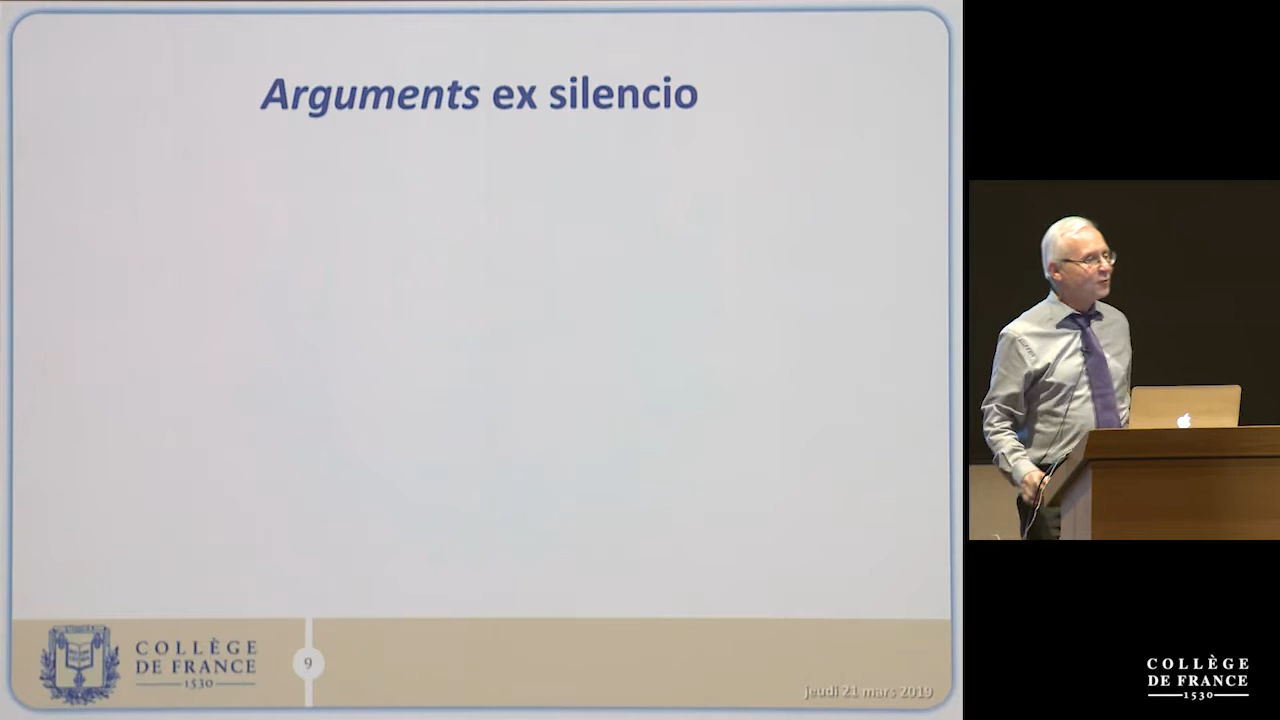 Arguments ex silencio
COLLÈGE
DE FRANCE
1530
9
jeudi 21 mars 2019
COLLÈGE
DE FRANCE
1530